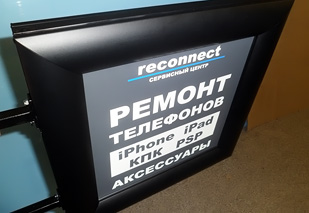 reconnect
СЕРВИСНЫЙ ЦЕНТР
РЕМОНТ
ТЕЛЕФОНОВ
iPhone iPad
КПК PSP
АКСЕССУАРЫ